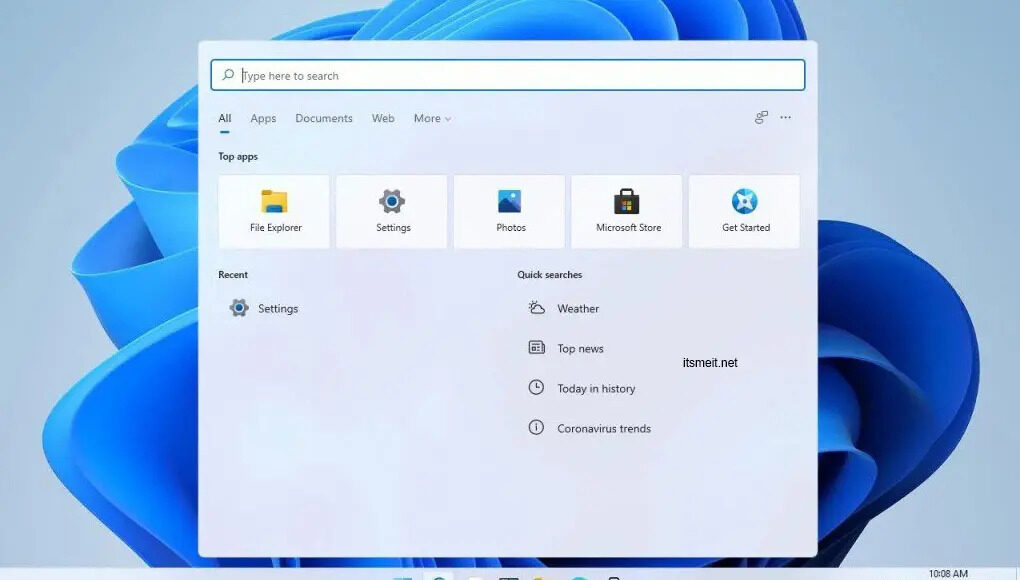 Type here to search
All Apps Documents Web More
Top apps
File Explorer Settings Photos Microsoft Store Get Started
Recent Quick searches
Settings Weather
Top news
itsmeit.net
Today in history
Coronavirus trends
10:08 AM